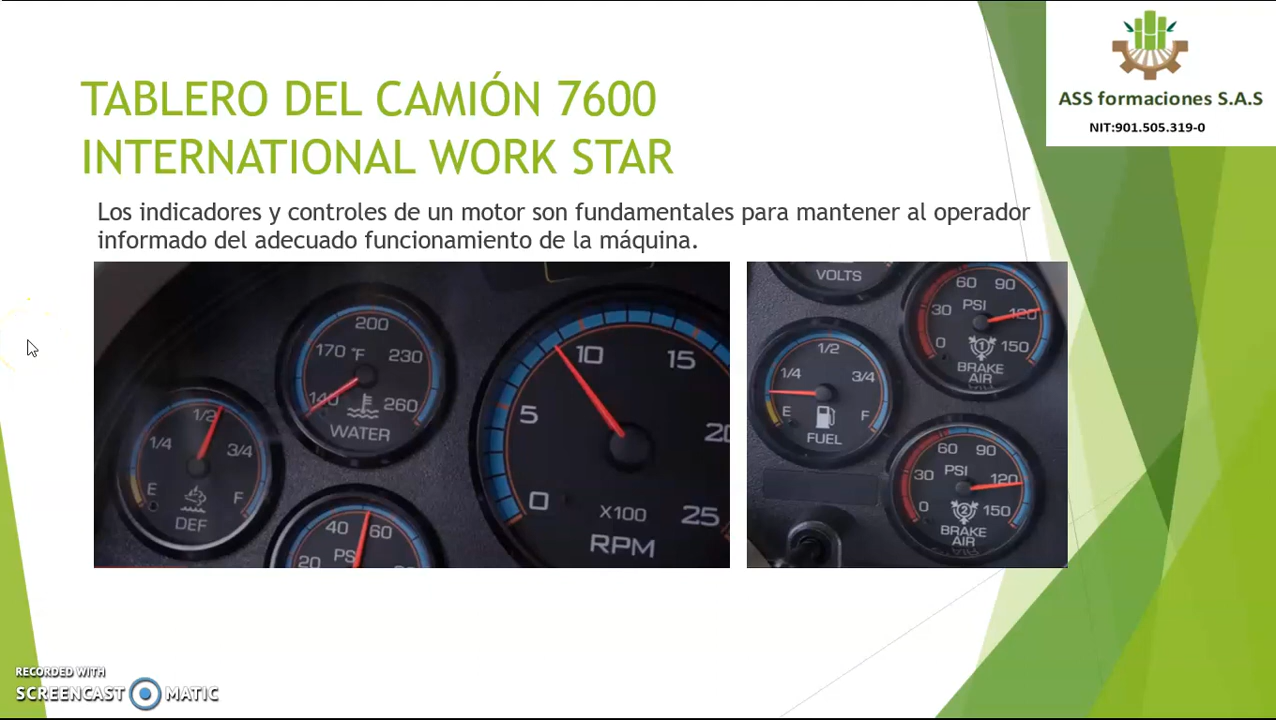 ASS formaciones S.A.S
NIT:901.505.319-0
TABLERO DEL CAMIÓN 7600
INTERNATIONAL WORK STAR
Los indicadores y controles de un motor son fundamentales para mantener al operador
informado del adecuado funcionamiento de la máquina.
1/4 1/2 3/4
E F
DEF
200
170 °F 230
140 260
WATER
40 60
20 PSI
0 5 10 15 20 25
X100
RPM
VOLTS
60 90
30 PSI 120
0 1 150
BRAKE
AIR
1/2
1/4 3/4
E F
FUEL
60 90
30 PSI 120
0 2 150
BRAKE
AIR
RECORDED WITH
SCREENCAST MATIC